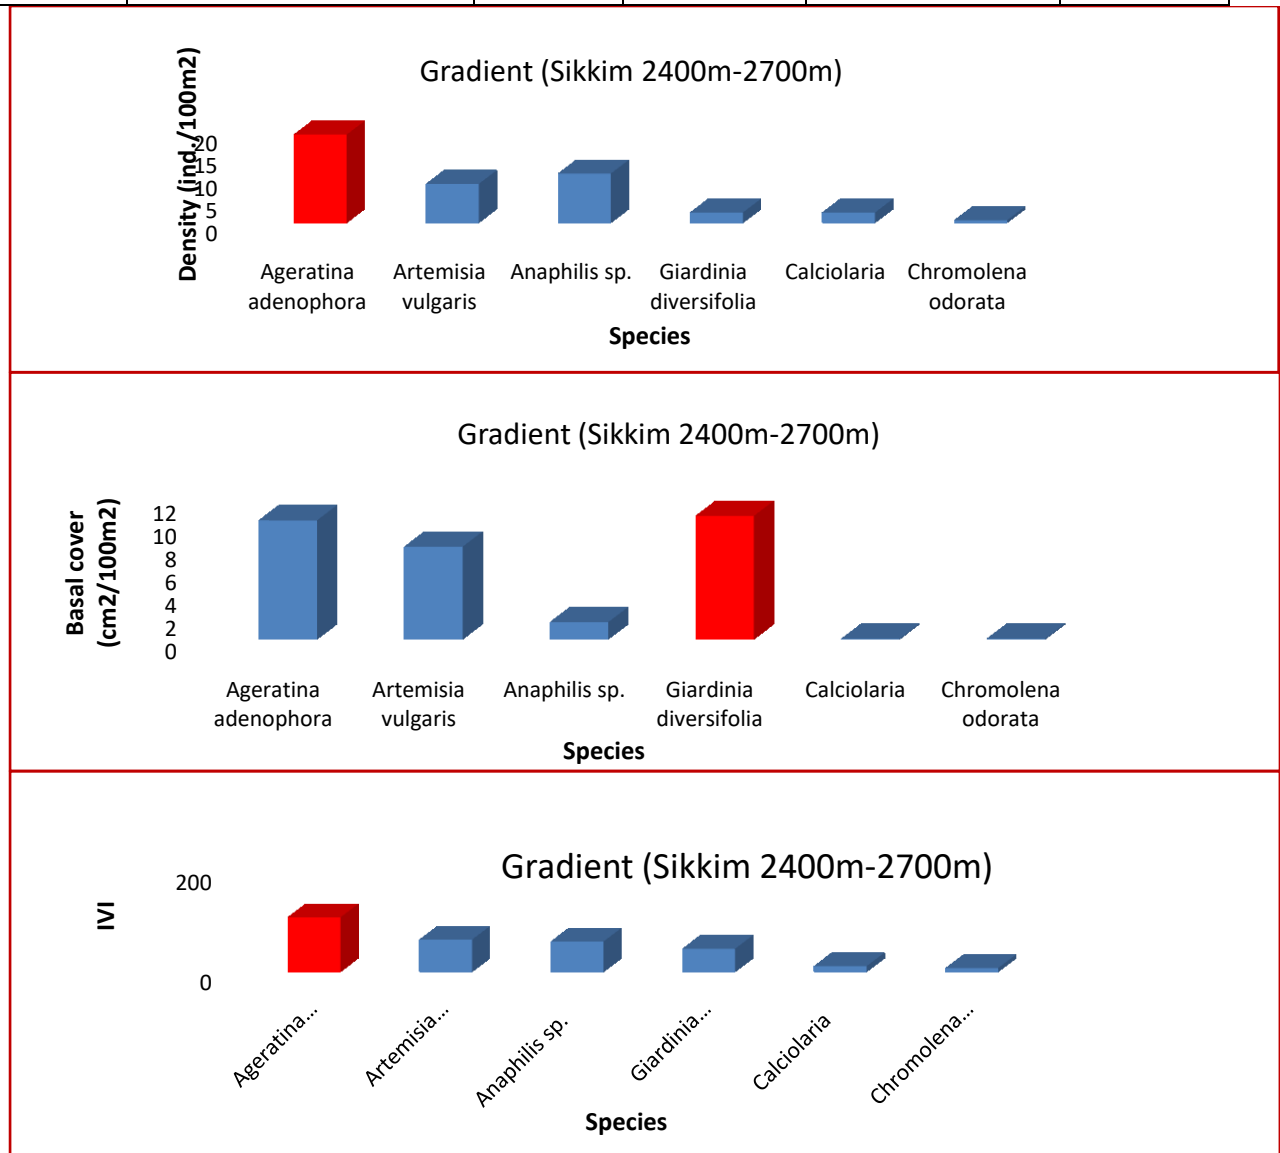 Gradient (Sikkim 2400m-2700m)
Density (ind./100m2)
20
15
10
5
0
Ageratina adenophora
Artemisia vulgaris
Anaphilis sp.
Giardinia diversifolia
Calciolaria
Chromolena odorata
Species
Gradient (Sikkim 2400m-2700m)
Basal cover
(cm2/100m2)
12
10
8
6
4
2
0
Ageratina adenophora
Artemisia vulgaris
Anaphilis sp.
Giardinia diversifolia
Calciolaria
Chromolena odorata
Species
Gradient (Sikkim 2400m-2700m)
IVI
200
0
Ageratina...
Artemisia...
Anaphilis sp.
Giardinia...
Calciolaria
Chromolena...
Species